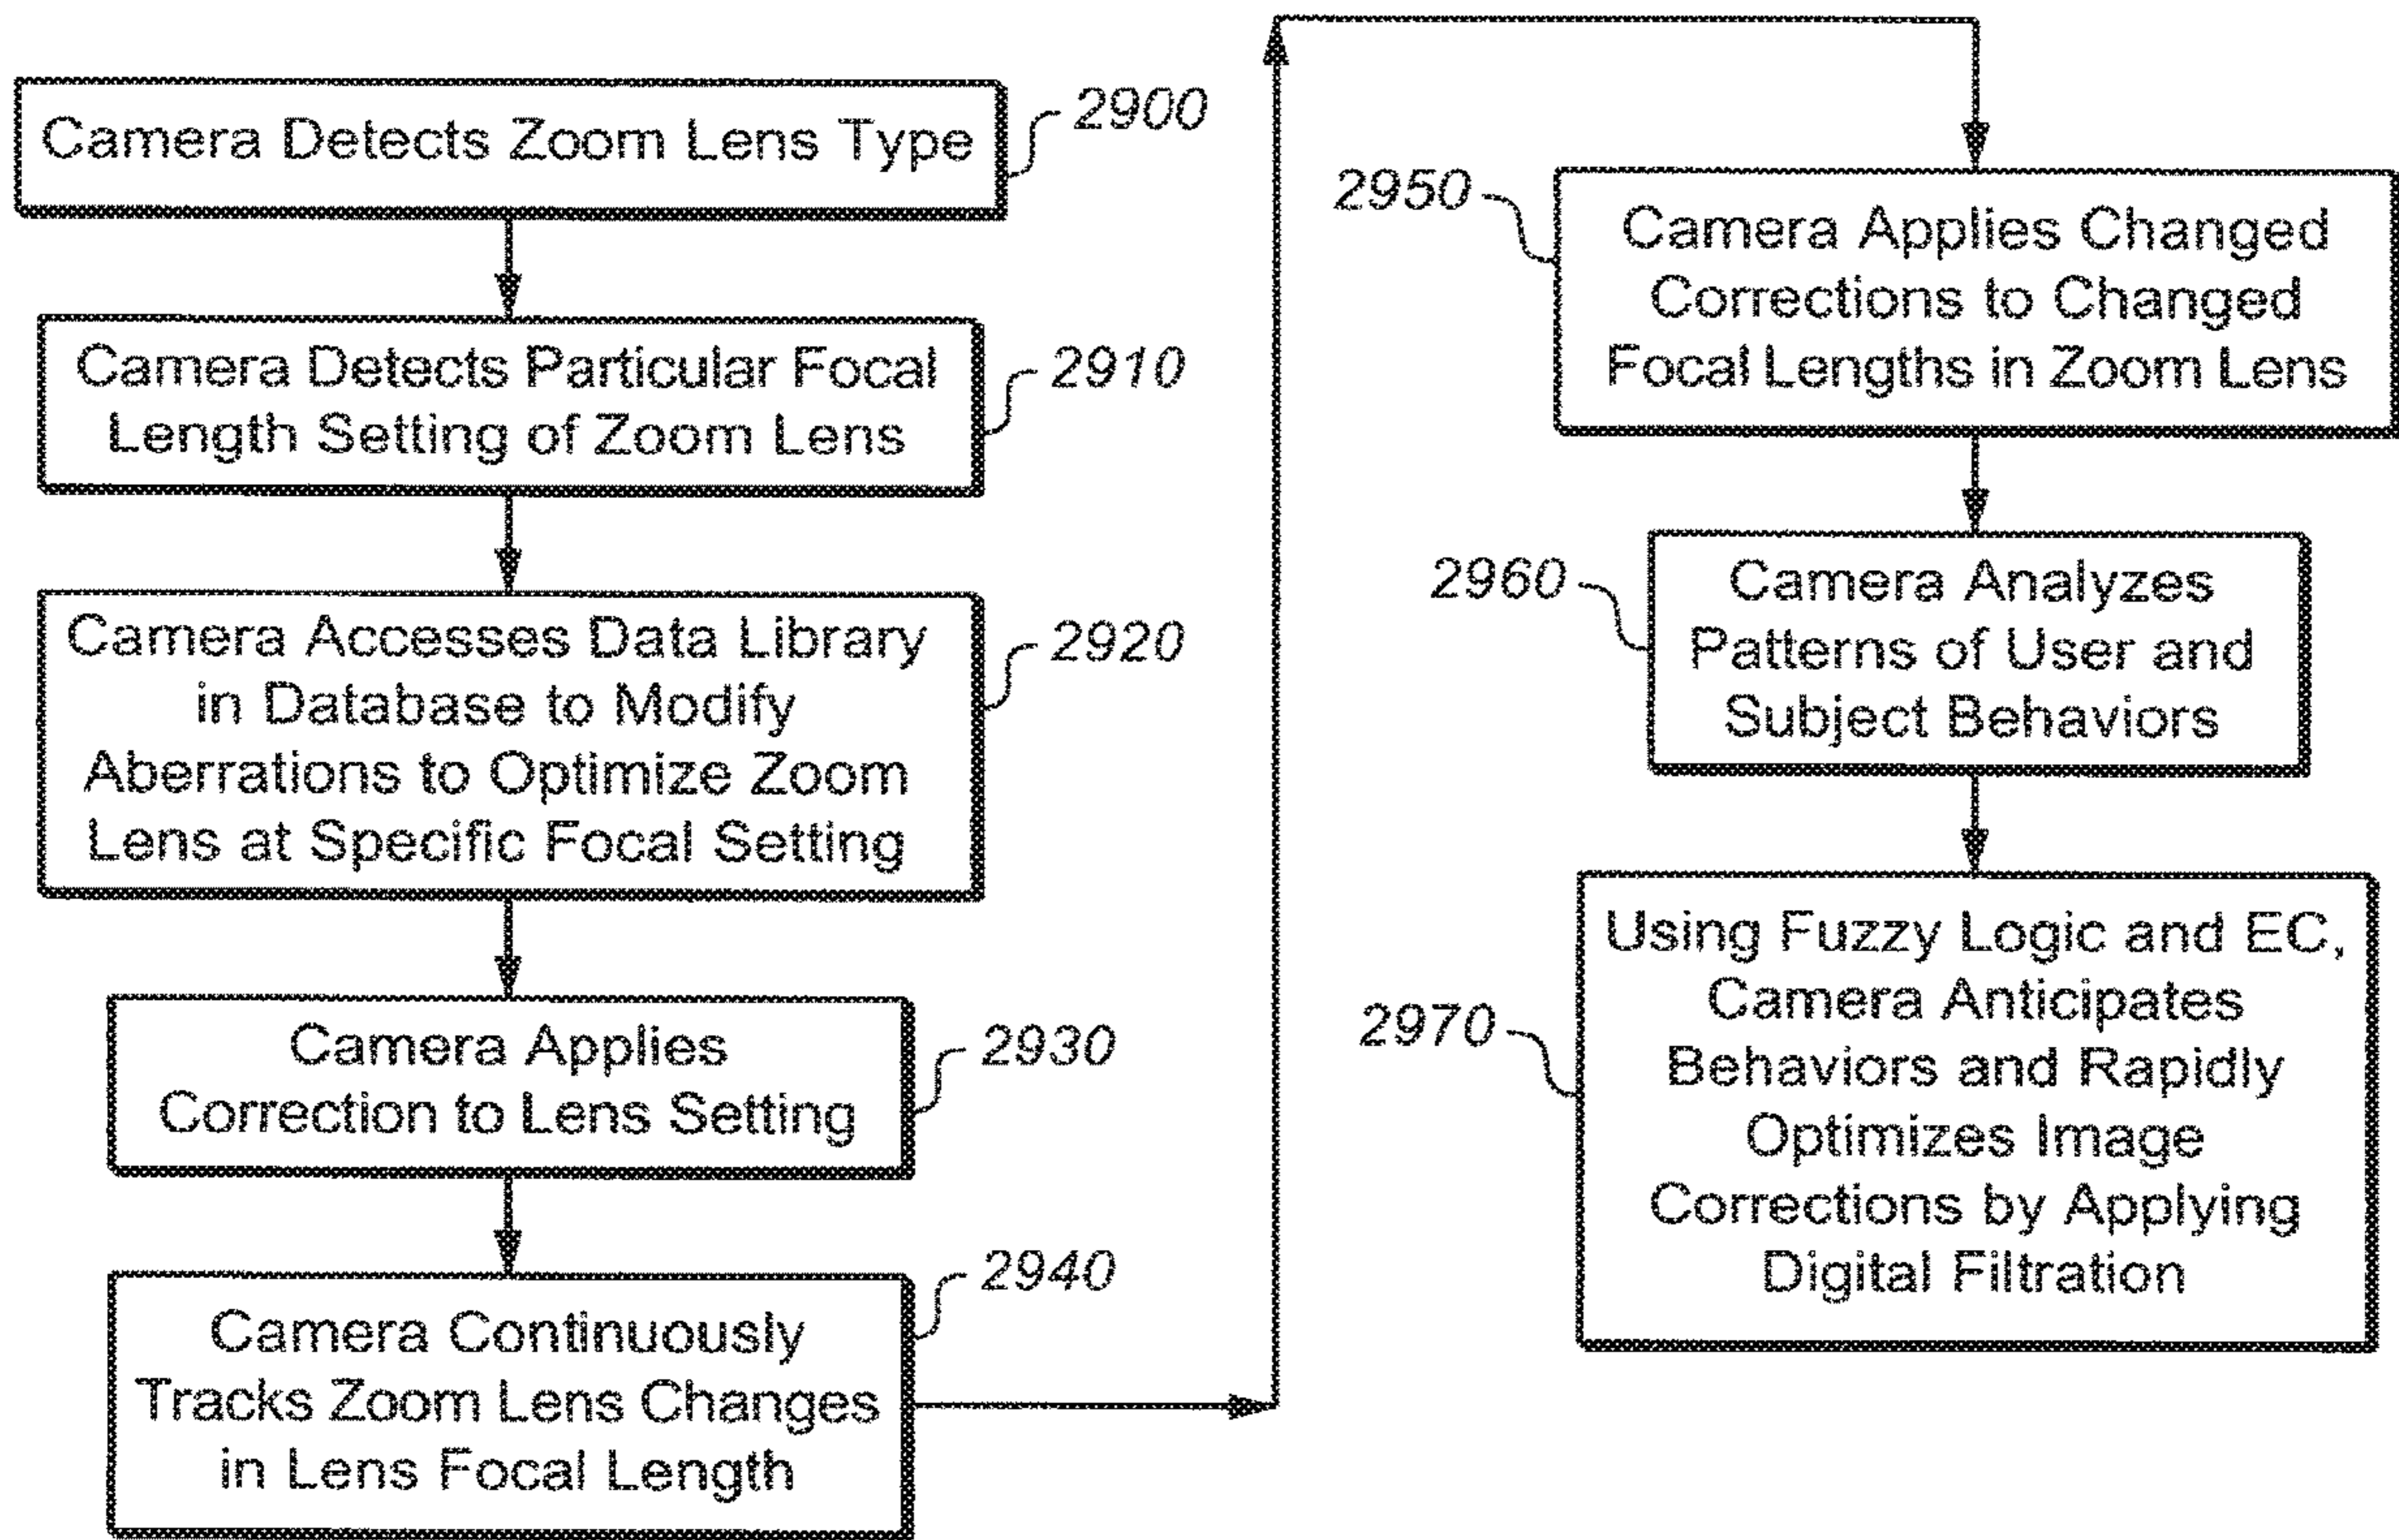 Camera Detects Zoom Lens Type
2900
Camera Detects Particular Focal
Length Setting of Zoom Lens
2910
Camera Accesses Data Library
in Database to Modify
Aberrations to Optimize Zoom
Lens at Specific Focal Setting
2920
Camera Applies
Correction to Lens Setting
2930
Camera Continuously
Tracks Zoom Lens Changes
in Lens Focal Length
2940
2950
Camera Applies Changed
Corrections to Changed
Focal Lengths in Zoom Lens
2960
Camera Analyzes
Patterns of User and
Subject Behaviors
2970
Using Fuzzy Logic and EC,
Camera Anticipates
Behaviors and Rapidly
Optimizes Image
Corrections by Applying
Digital Filtration